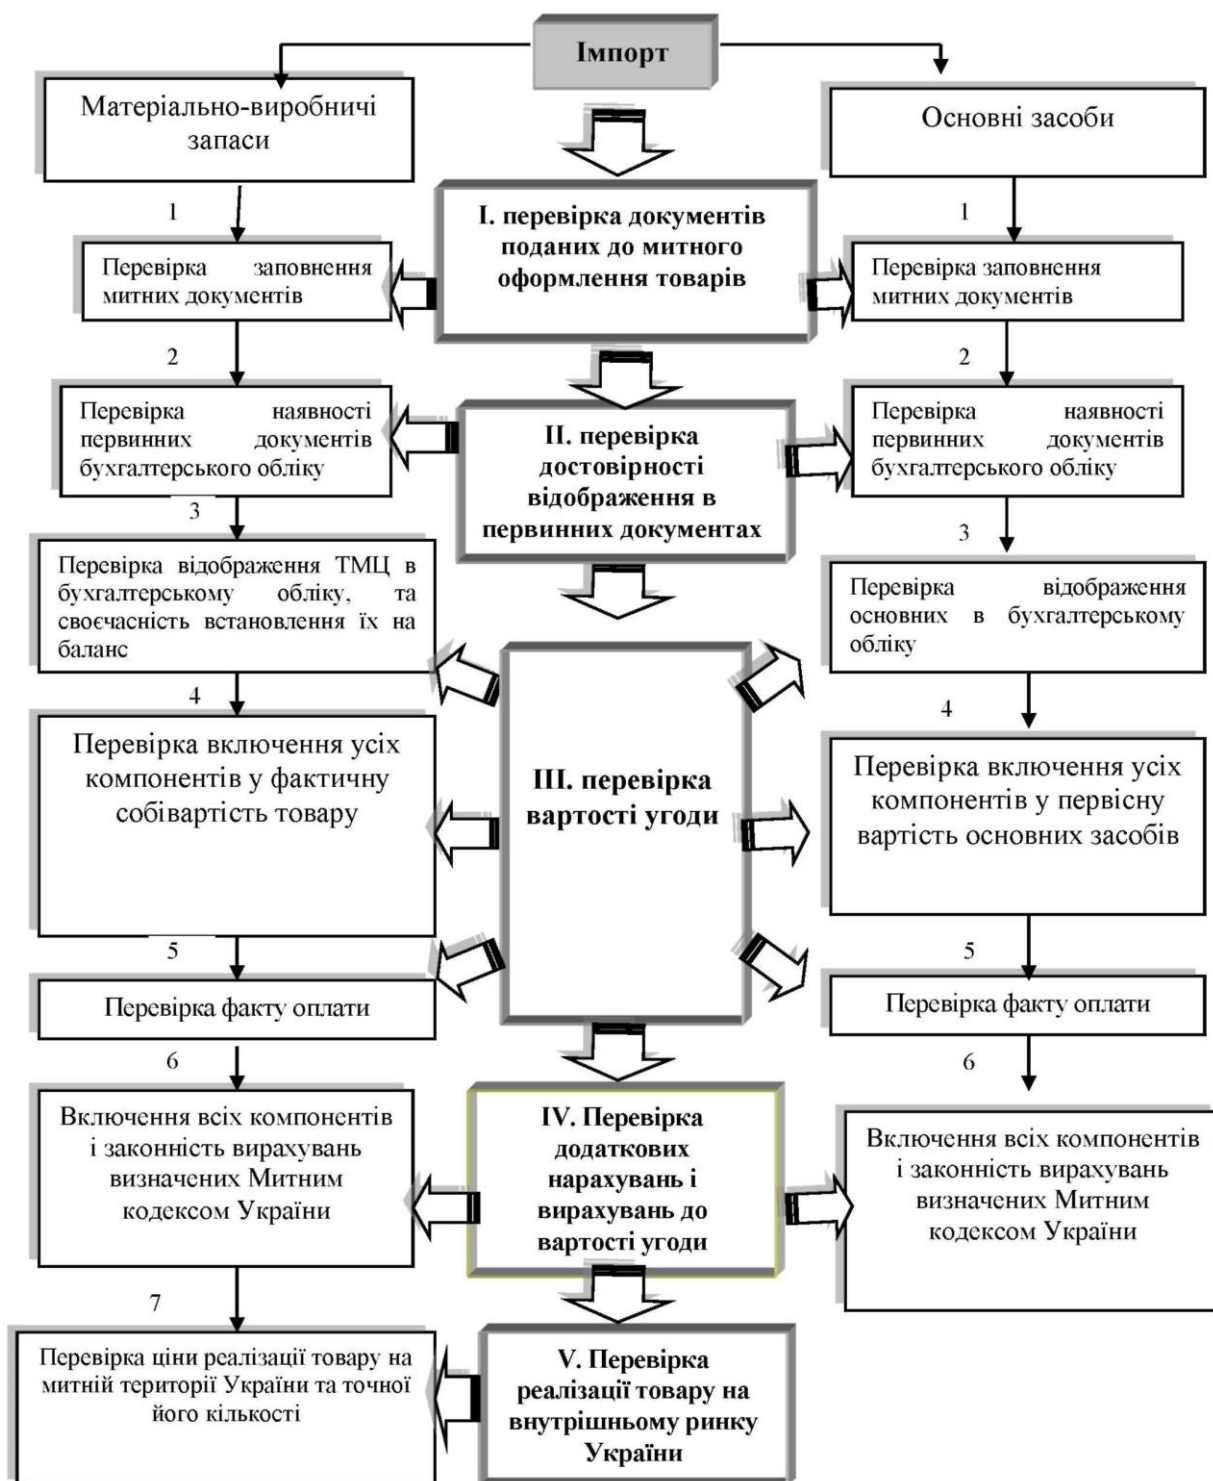 Імпорт
Матеріально-виробничі
запаси
Основні засоби
1
1
І. перевірка документів
поданих до митного
оформлення товарів
Перевірка заповнення
митних документів
Перевірка заповнення
митних документів
2
2
Перевірка наявності
первинних документів
бухгалтерського обліку
ІІ. перевірка
достовірності
відображення в
первинних документах
Перевірка наявності
первинних документів
бухгалтерського обліку
3
3
Перевірка відображення ТМЦ в
бухгалтерському обліку, та
своєчасність встановлення їх на
баланс
Перевірка відображення
основних в бухгалтерському
обліку
4
4
Перевірка включення усіх
компонентів у фактичну
собівартість товару
ІІІ. перевірка
вартості угоди
Перевірка включення усіх
компонентів у первісну
вартість основних засобів
5
5
Перевірка факту оплати
Перевірка факту оплати
6
6
Включення всіх компонентів
і законність вирахувань
визначених Митним
кодексом України
IV. Перевірка
додаткових
нарахувань і
вирахувань до
вартості угоди
Включення всіх компонентів
і законність вирахувань
визначених Митним
кодексом України
7
Перевірка ціни реалізації товару на
митній території України та точної
його кількості
V. Перевірка
реалізації товару на
внутрішньому ринку
України